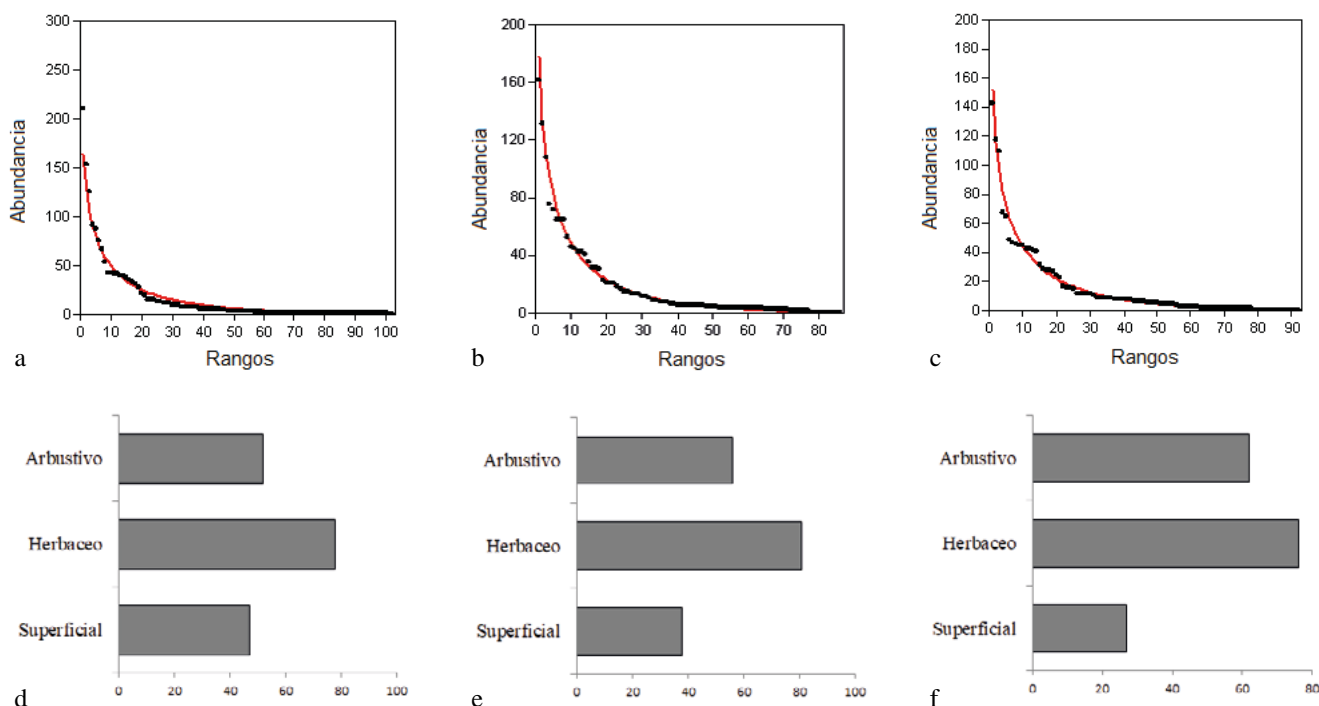 300
250
200
150
100
50
0
Abundancia
0 10 20 30 40 50 60 70 80 90 100
Rangos
a
200
160
120
80
40
0
Abundancia
0 10 20 30 40 50 60 70 80
Rangos
b
200
180
160
140
120
100
80
60
40
20
0
Abundancia
0 10 20 30 40 50 60 70 80 90
Rangos
c
Arbustivo
Herbaceo
Superficial
0 20 40 60 80 100
d
Arbustivo
Herbaceo
Superficial
0 20 40 60 80 100
e
Arbustivo
Herbaceo
Superficial
0 20 40 60 80
f